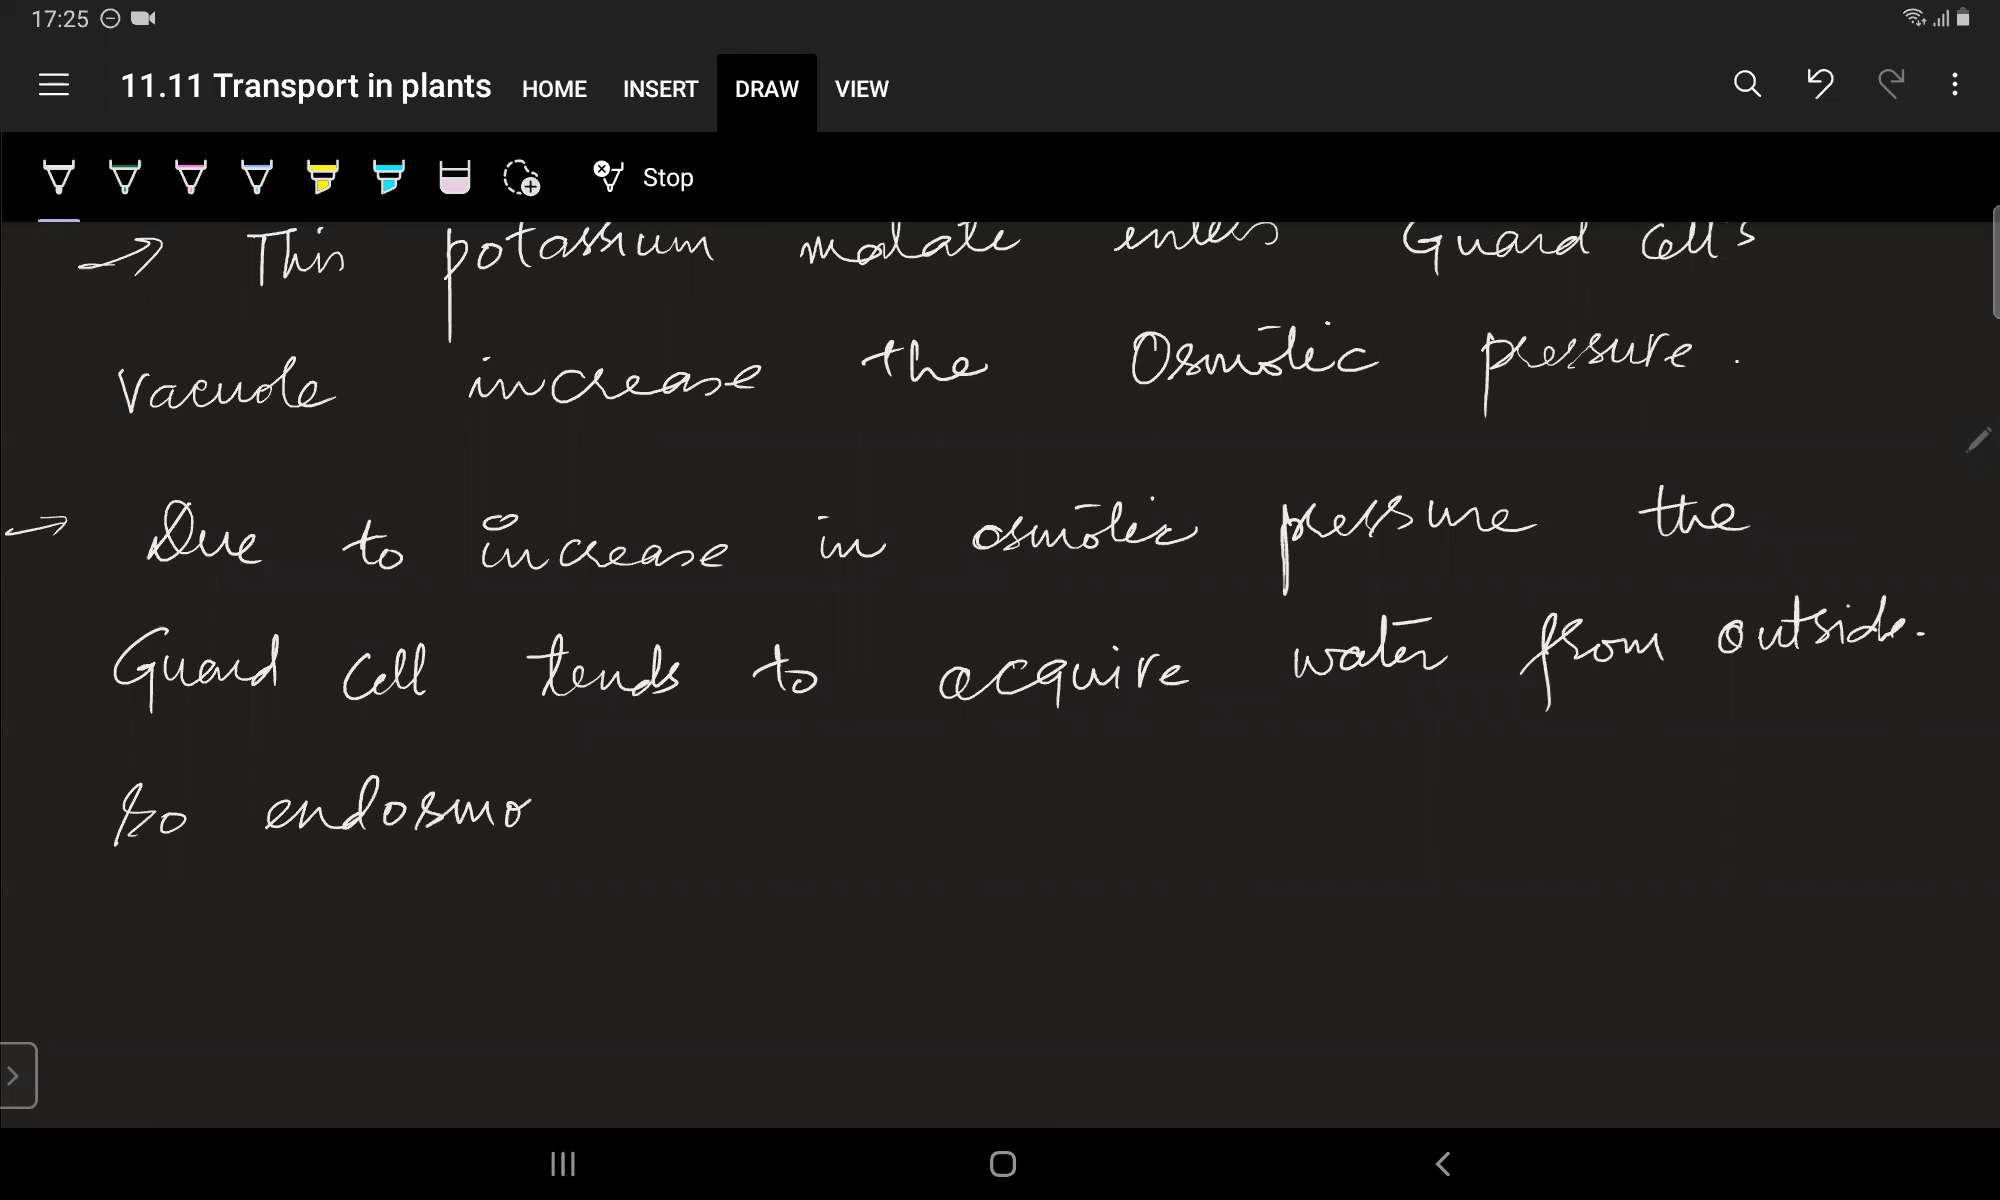 17:25
11.11 Transport in plants HOME INSERT DRAW VIEW
Stop
→ This potassium malate enters Guard Cell's
Vacuole increase the Osmotic pressure.
→ Due to increase in osmotic pressure the
Guard Cell tends to acquire water from outside.
so endosmo